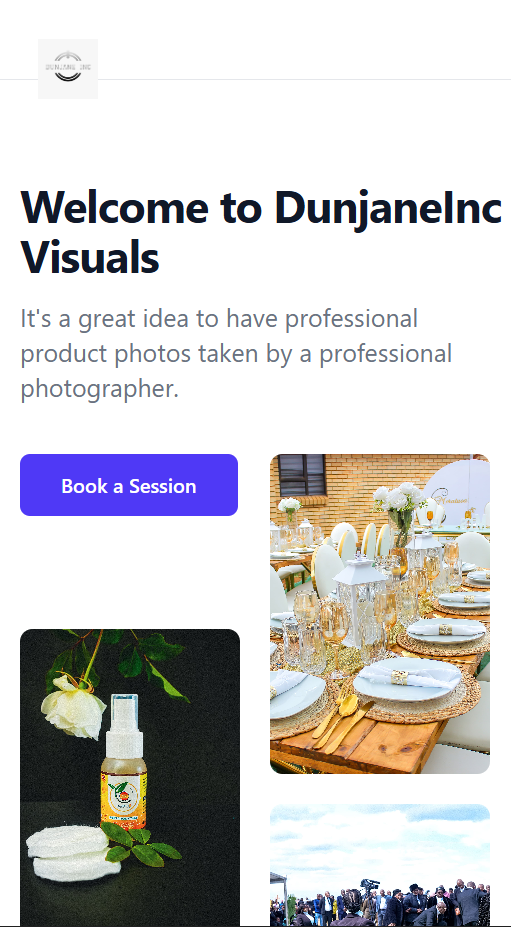 DUNJANE INC
Welcome to DunjaneInc
Visuals
It's a great idea to have professional
product photos taken by a professional
photographer.
Book a Session